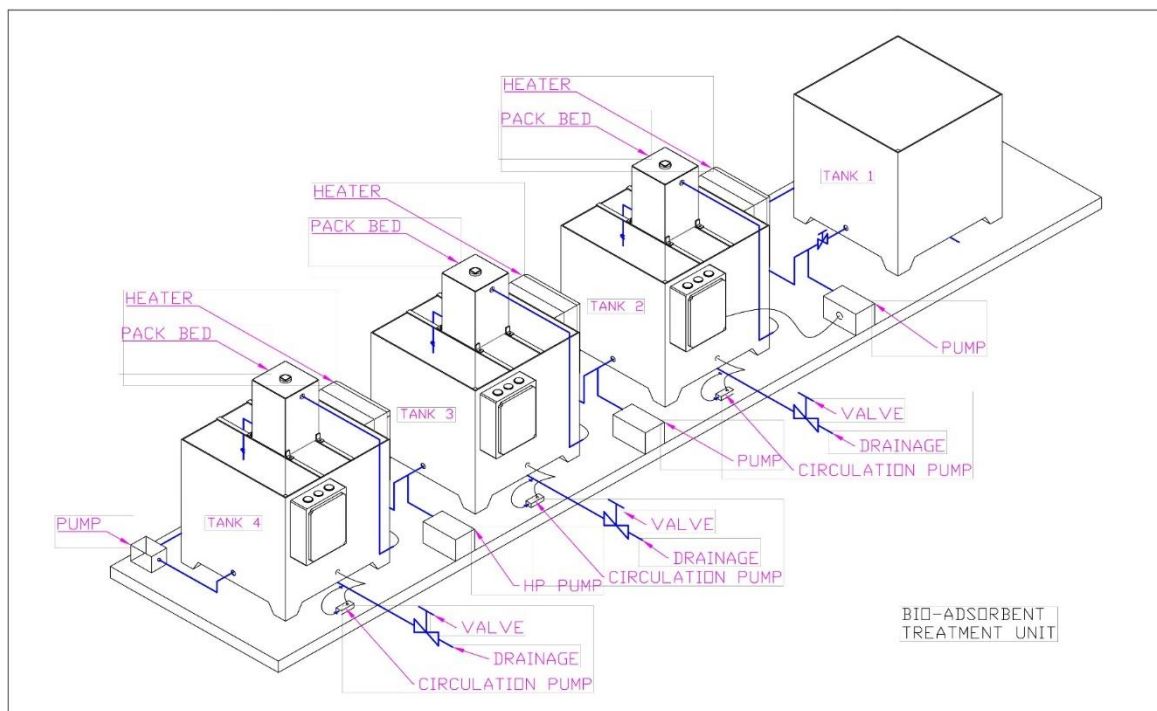 HEATER
PACK BED
TANK 1
HEATER
PACK BED
TANK 2
PUMP
HEATER
PACK BED
TANK 3
VALVE
DRAINAGE
CIRCULATION PUMP
PUMP
TANK 4
PUMP
VALVE
DRAINAGE
CIRCULATION PUMP
HP PUMP
VALVE
DRAINAGE
CIRCULATION PUMP
BIO-ADSORBENT
TREATMENT UNIT